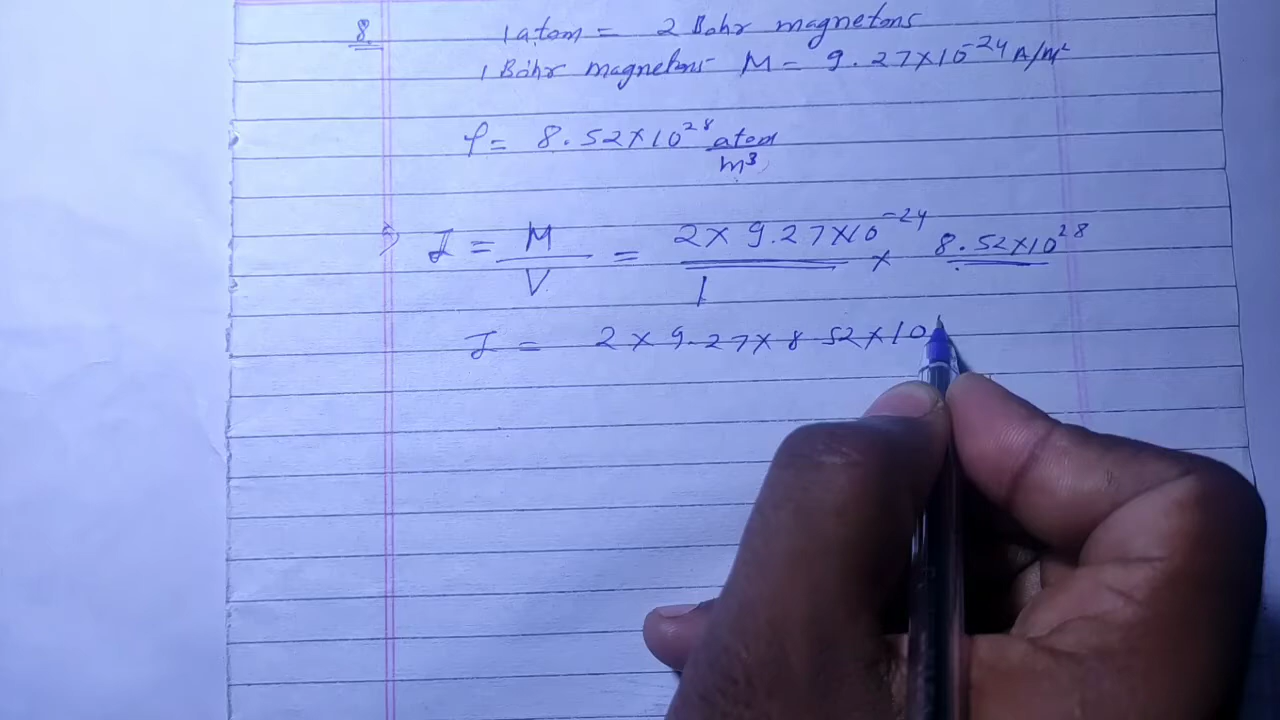 8. 1 atom = 2 Bohr magnetons
1 Bohr magnetons M = 9.27×10⁻²⁴ A/m²
ρ = 8.52×10²⁸ atom/m³
⇒ I = M/V = 2×9.27×10⁻²⁴/1 × 8.52×10²⁸
I = 2×9.27×8.52×10